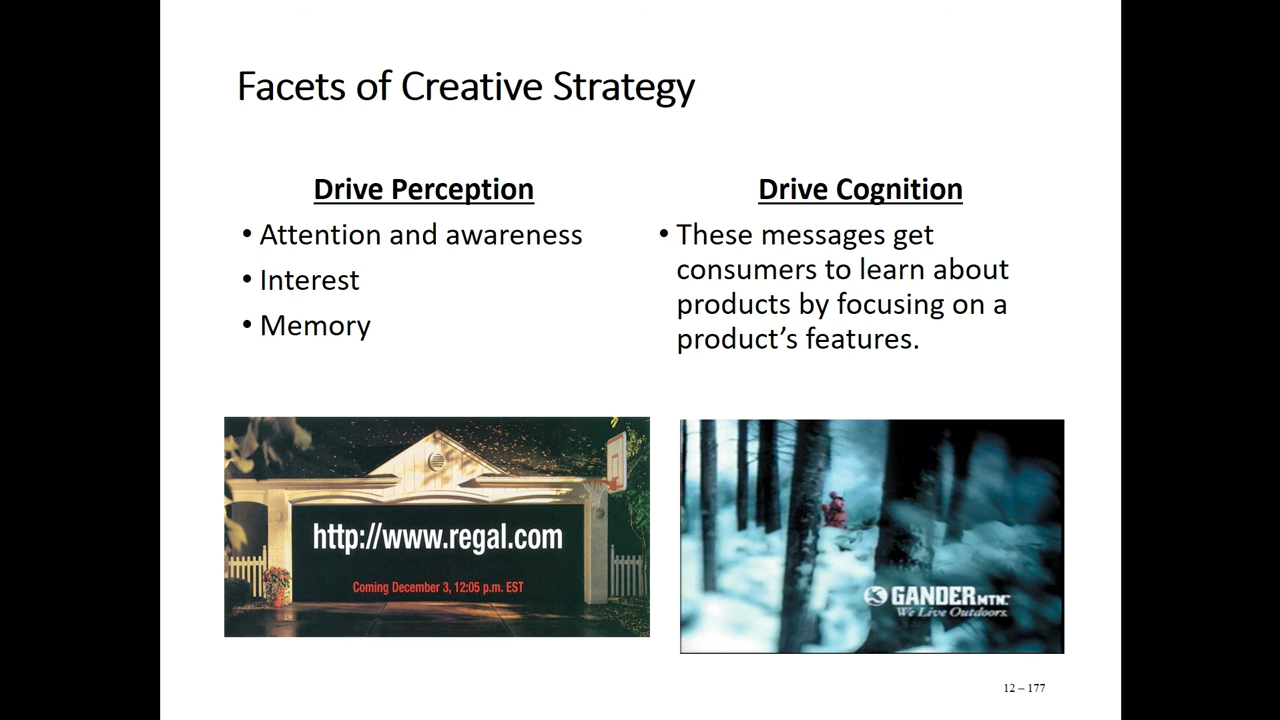 Facets of Creative Strategy
Drive Perception
• Attention and awareness
• Interest
• Memory
Drive Cognition
• These messages get
consumers to learn about
products by focusing on a
product’s features.
http://www.regal.com
Coming December 3, 12:05 p.m. EST
GANDER MTN.
We Live Outdoors.
12 – 177